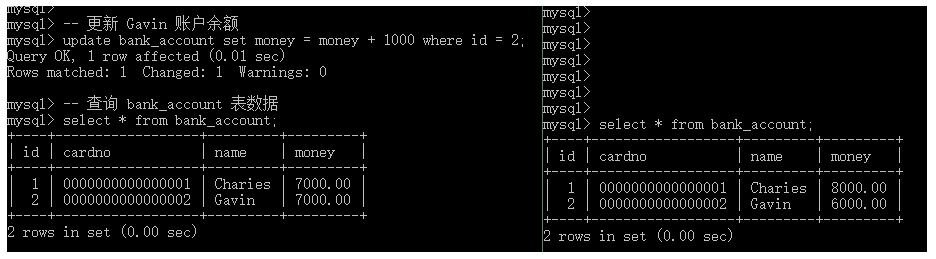 mysql>
mysql> -- 更新 Gavin 账户余额
mysql> update bank_account set money = money + 1000 where id = 2;
Query OK, 1 row affected (0.01 sec)
Rows matched: 1  Changed: 1  Warnings: 0
mysql> -- 查询 bank_account 表数据
mysql> select * from bank_account;
+----+------------------+---------+---------+
| id | cardno           | name    | money   |
+----+------------------+---------+---------+
|  1 | 0000000000000001 | Charies | 7000.00 |
|  2 | 0000000000000002 | Gavin   | 7000.00 |
+----+------------------+---------+---------+
2 rows in set (0.00 sec)
mysql>
mysql>
mysql>
mysql>
mysql>
mysql>
mysql> select * from bank_account;
+----+------------------+---------+---------+
| id | cardno           | name    | money   |
+----+------------------+---------+---------+
|  1 | 0000000000000001 | Charies | 8000.00 |
|  2 | 0000000000000002 | Gavin   | 6000.00 |
+----+------------------+---------+---------+
2 rows in set (0.00 sec)